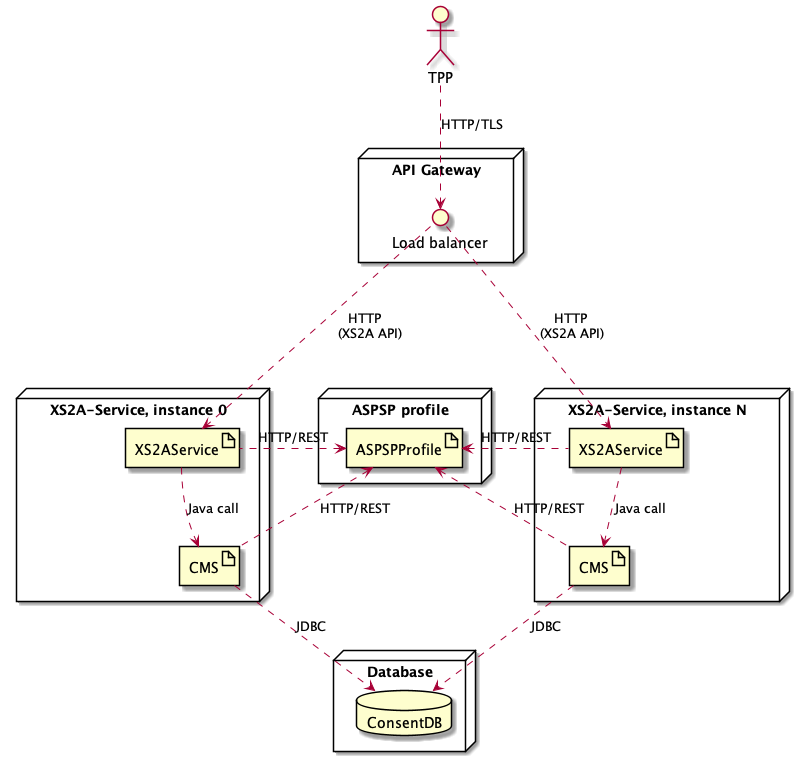 TPP
HTTP/TLS
API Gateway
Load balancer
HTTP
(XS2A API)
HTTP
(XS2A API)
XS2A-Service, instance 0
ASPSP profile
XS2A-Service, instance N
XS2AService
HTTP/REST
ASPSPProfile
HTTP/REST
XS2AService
Java call
HTTP/REST
HTTP/REST
Java call
CMS
CMS
JDBC
JDBC
Database
ConsentDB